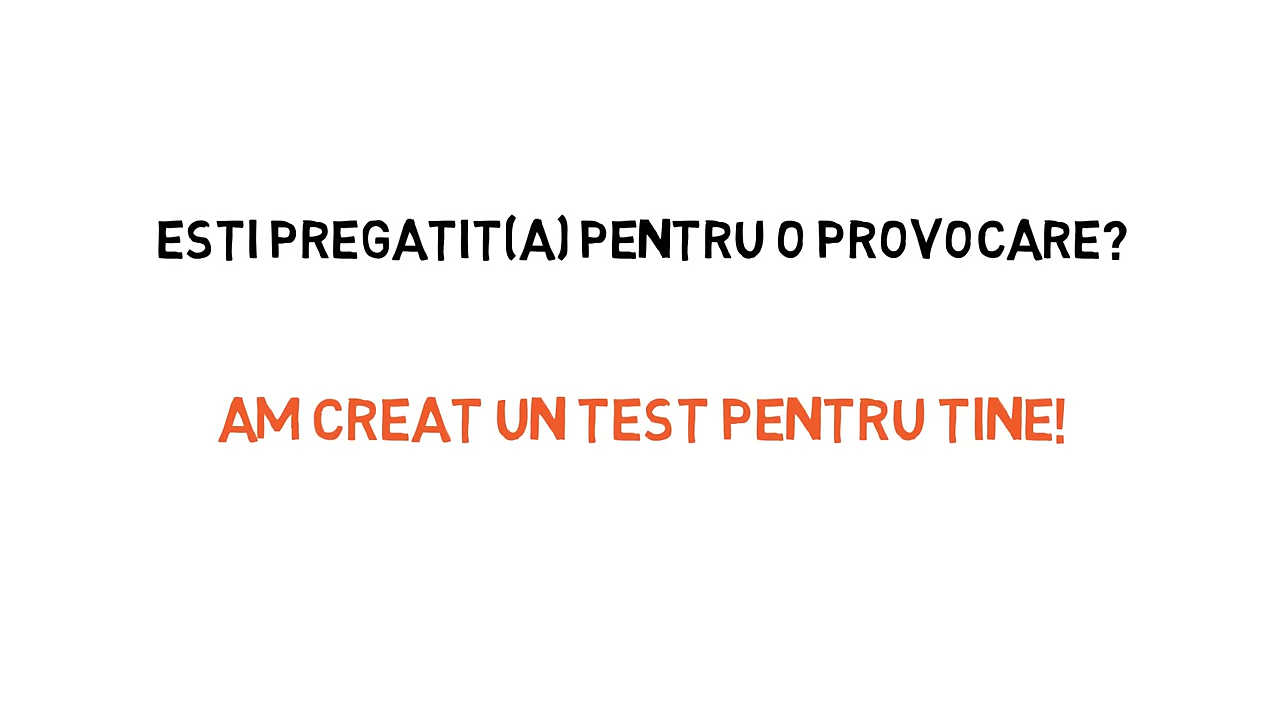 ESTI PREGATIT(A) PENTRU O PROVOCARE?
AM CREAT UN TEST PENTRU TINE!